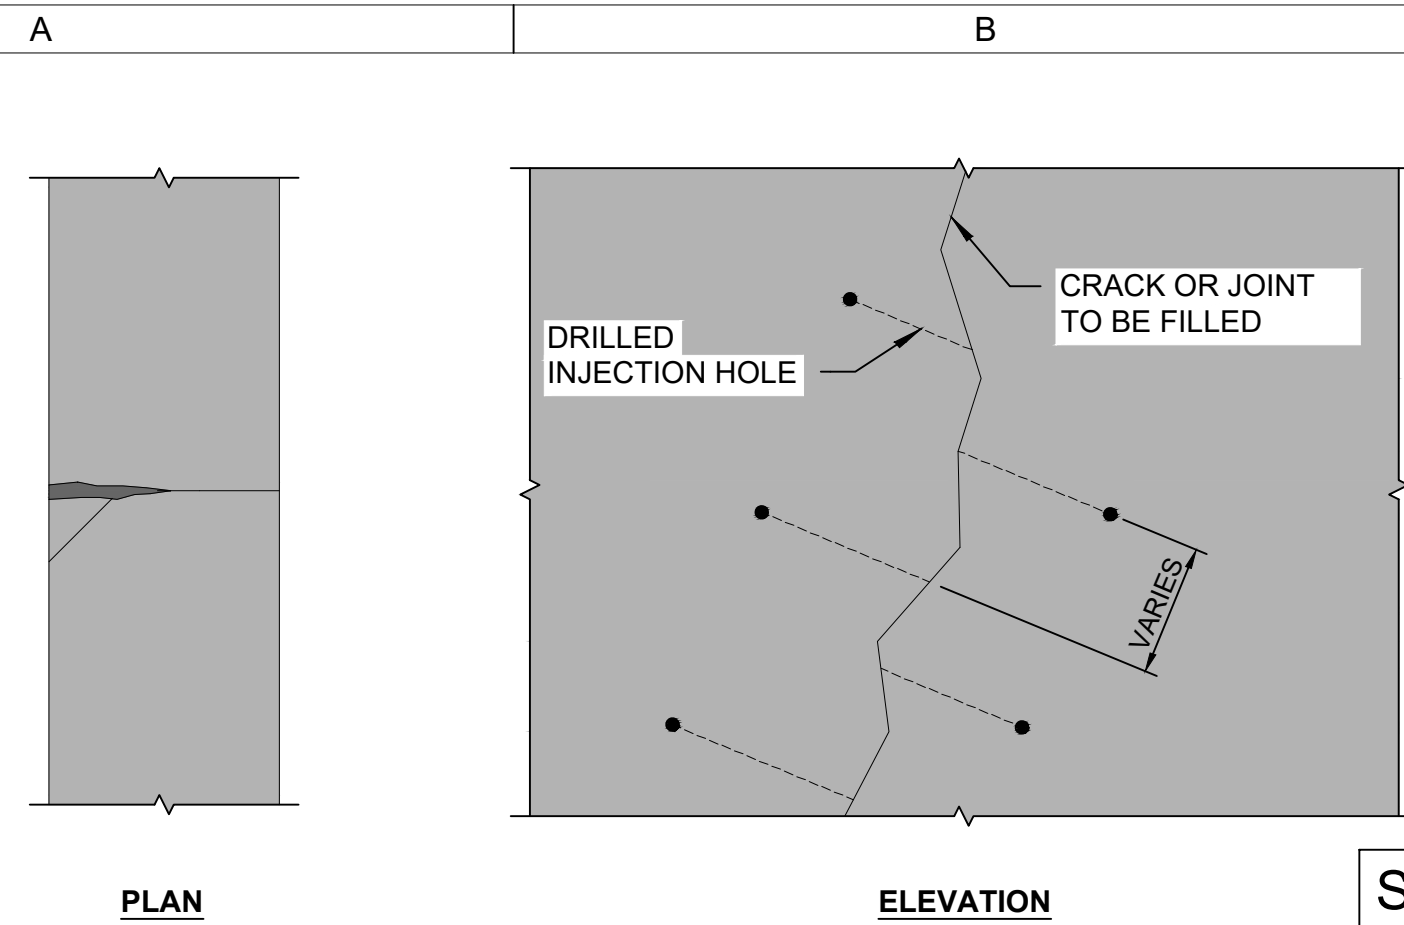 A
B
CRACK OR JOINT
TO BE FILLED
DRILLED
INJECTION HOLE
VARIES
PLAN
ELEVATION
S